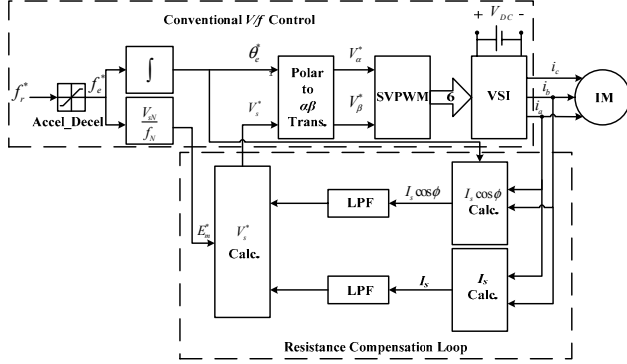 Conventional V/f Control
+ V_DC -
f_r^*
Accel_Decel
f_e^*
∫
V_sN
f_N
θ_e^*
V_s^*
Polar
to
αβ
Trans.
V_α^*
V_β^*
SVPWM
6
VSI
i_c
i_b
i_a
IM
E_m^*
V_s^*
Calc.
LPF
I_s cosϕ
I_s cosϕ
Calc.
LPF
I_s
I_s
Calc.
Resistance Compensation Loop